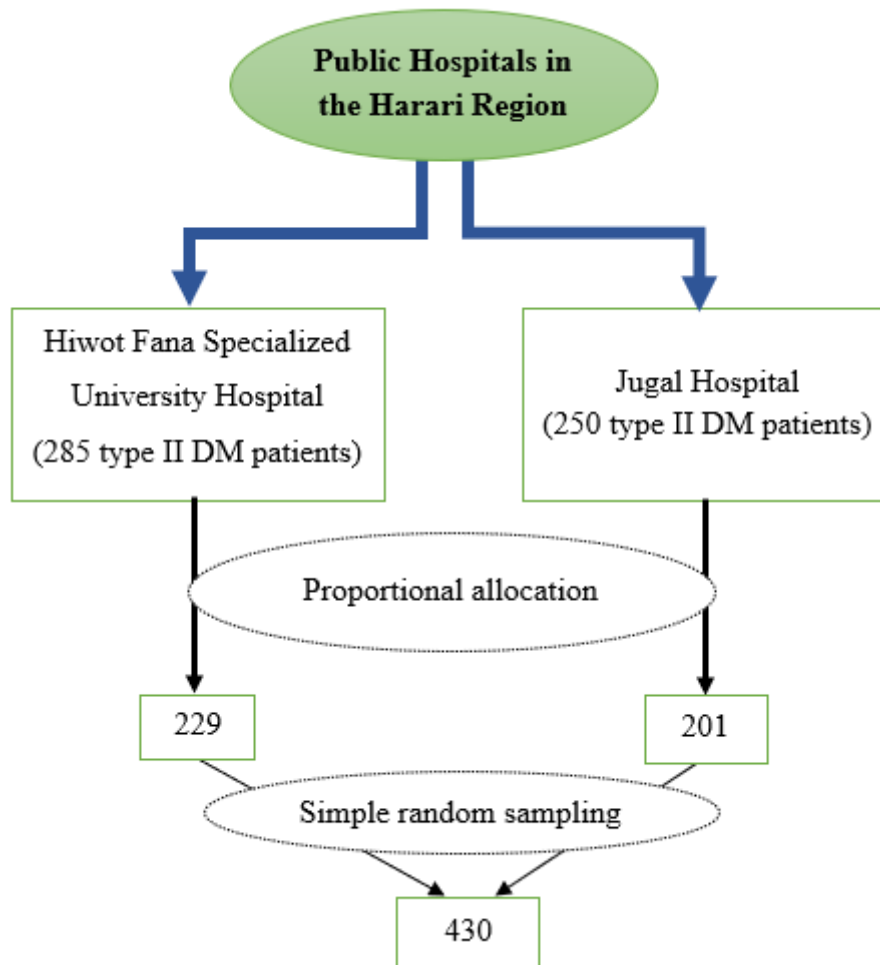 Public Hospitals in
the Harari Region
Hiwot Fana Specialized
University Hospital
(285 type II DM patients)
Jugal Hospital
(250 type II DM patients)
Proportional allocation
229
201
Simple random sampling
430